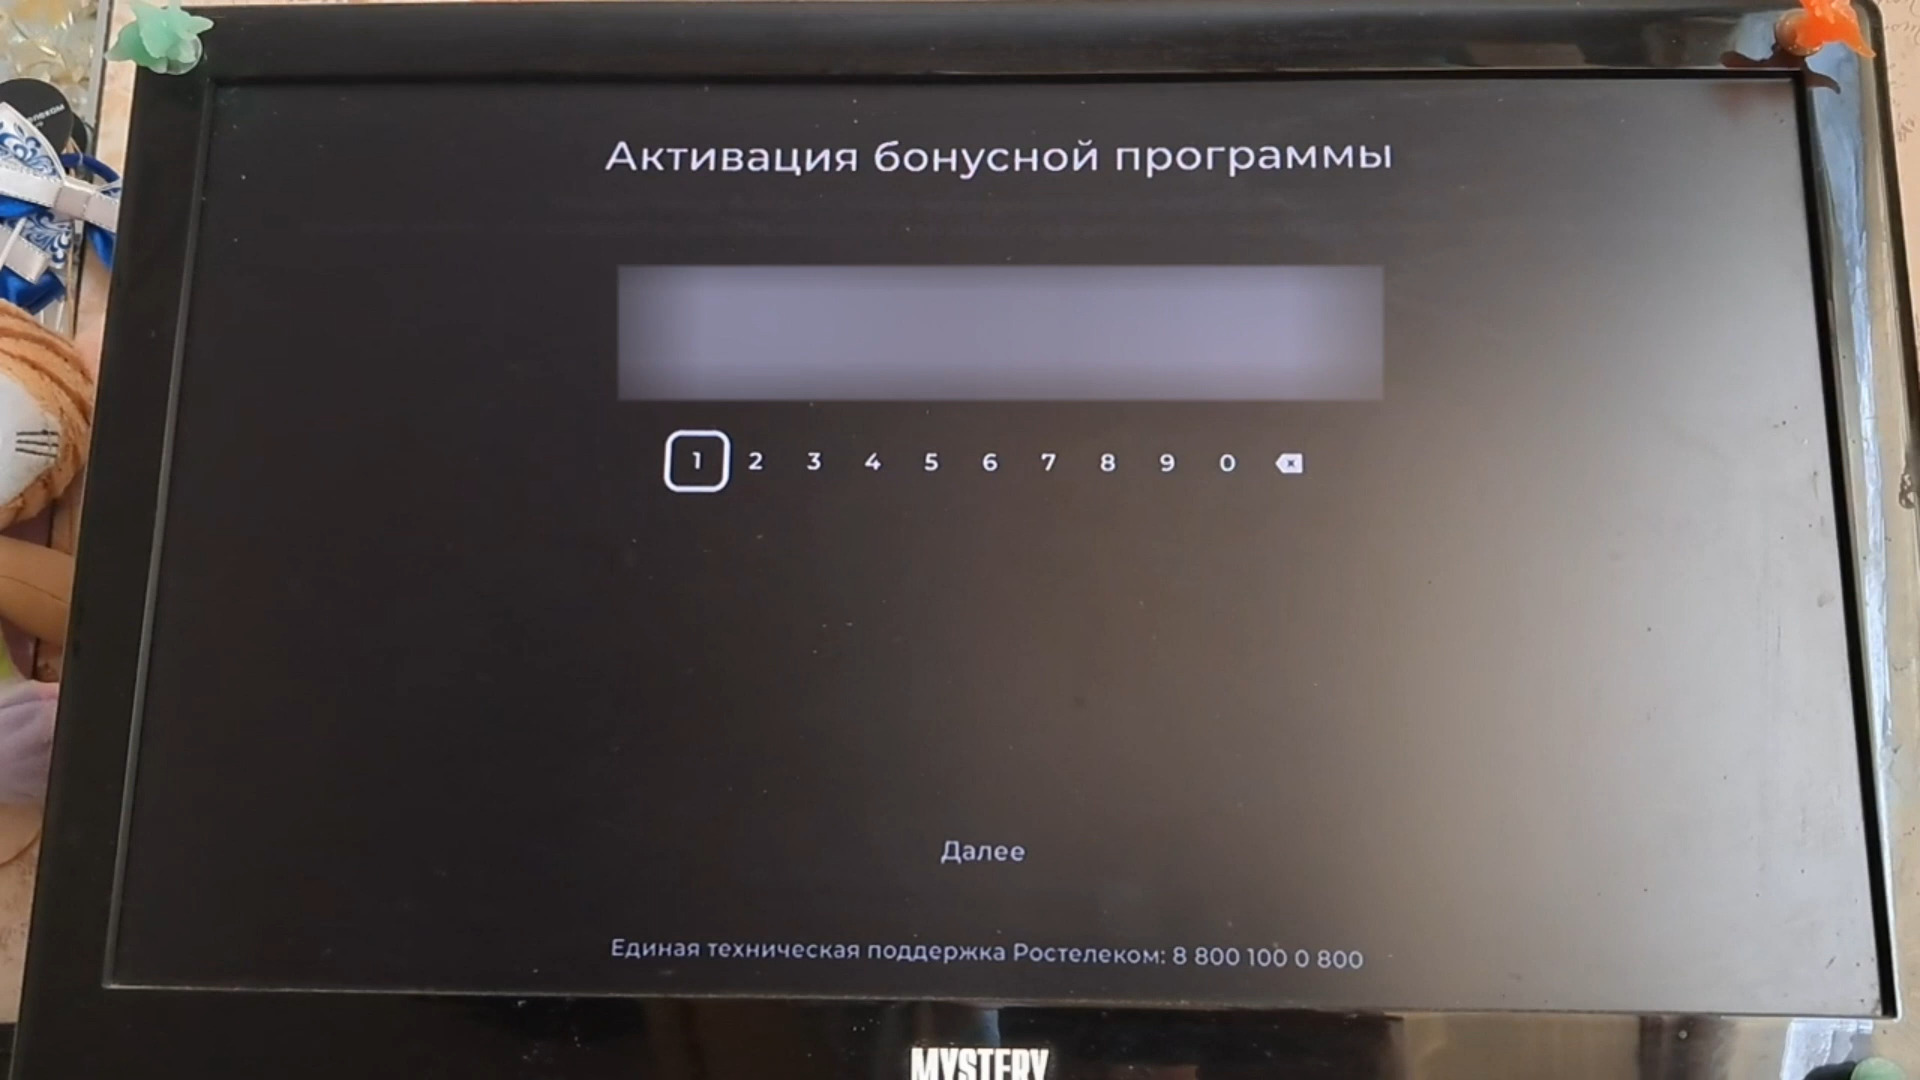 Активация бонусной программы
1 2 3 4 5 6 7 8 9 0
Далее
Единая техническая поддержка Ростелеком: 8 800 100 0 800
MYSTERY